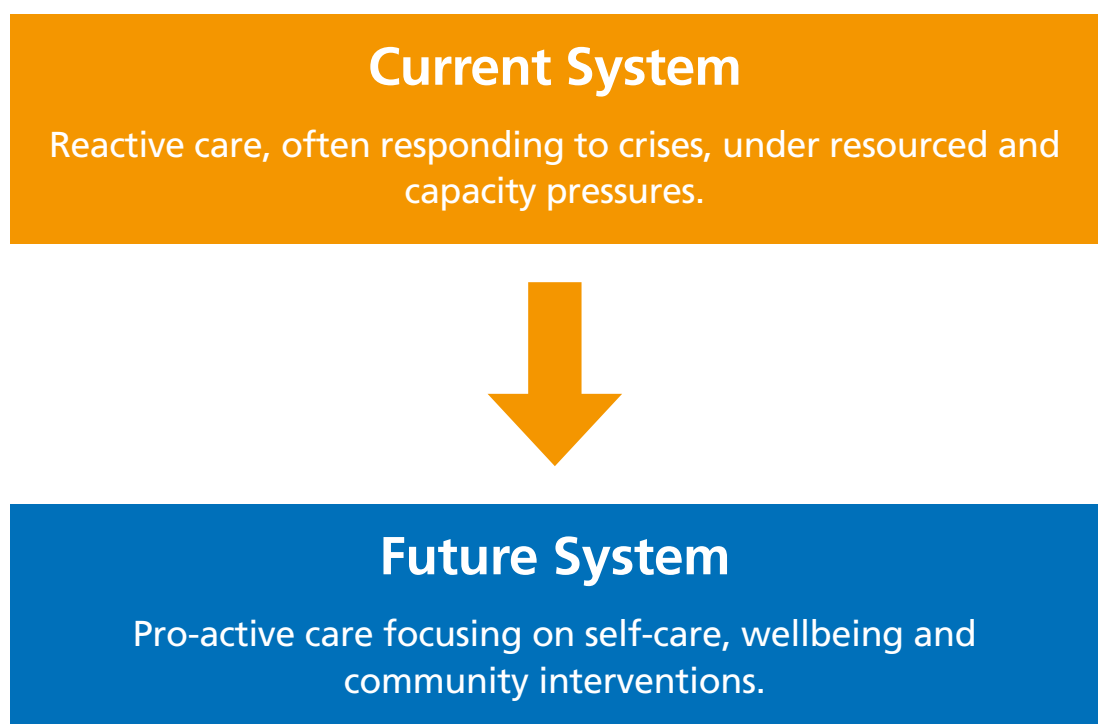 Current System
Reactive care, often responding to crises, under resourced and
capacity pressures.
Future System
Pro-active care focusing on self-care, wellbeing and
community interventions.